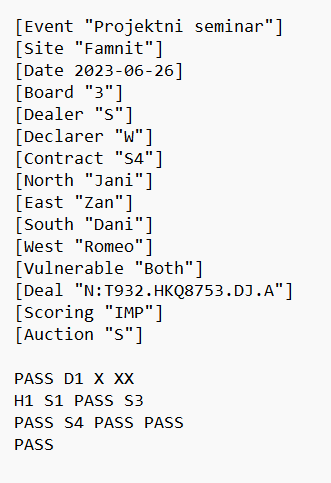 [Event "Projektni seminar"]
[Site "Famnit"]
[Date 2023-06-26]
[Board "3"]
[Dealer "S"]
[Declarer "W"]
[Contract "S4"]
[North "Jani"]
[East "Zan"]
[South "Dani"]
[West "Romeo"]
[Vulnerable "Both"]
[Deal "N:T932.HKQ8753.DJ.A"]
[Scoring "IMP"]
[Auction "S"]
PASS D1 X XX
H1 S1 PASS S3
PASS S4 PASS PASS
PASS